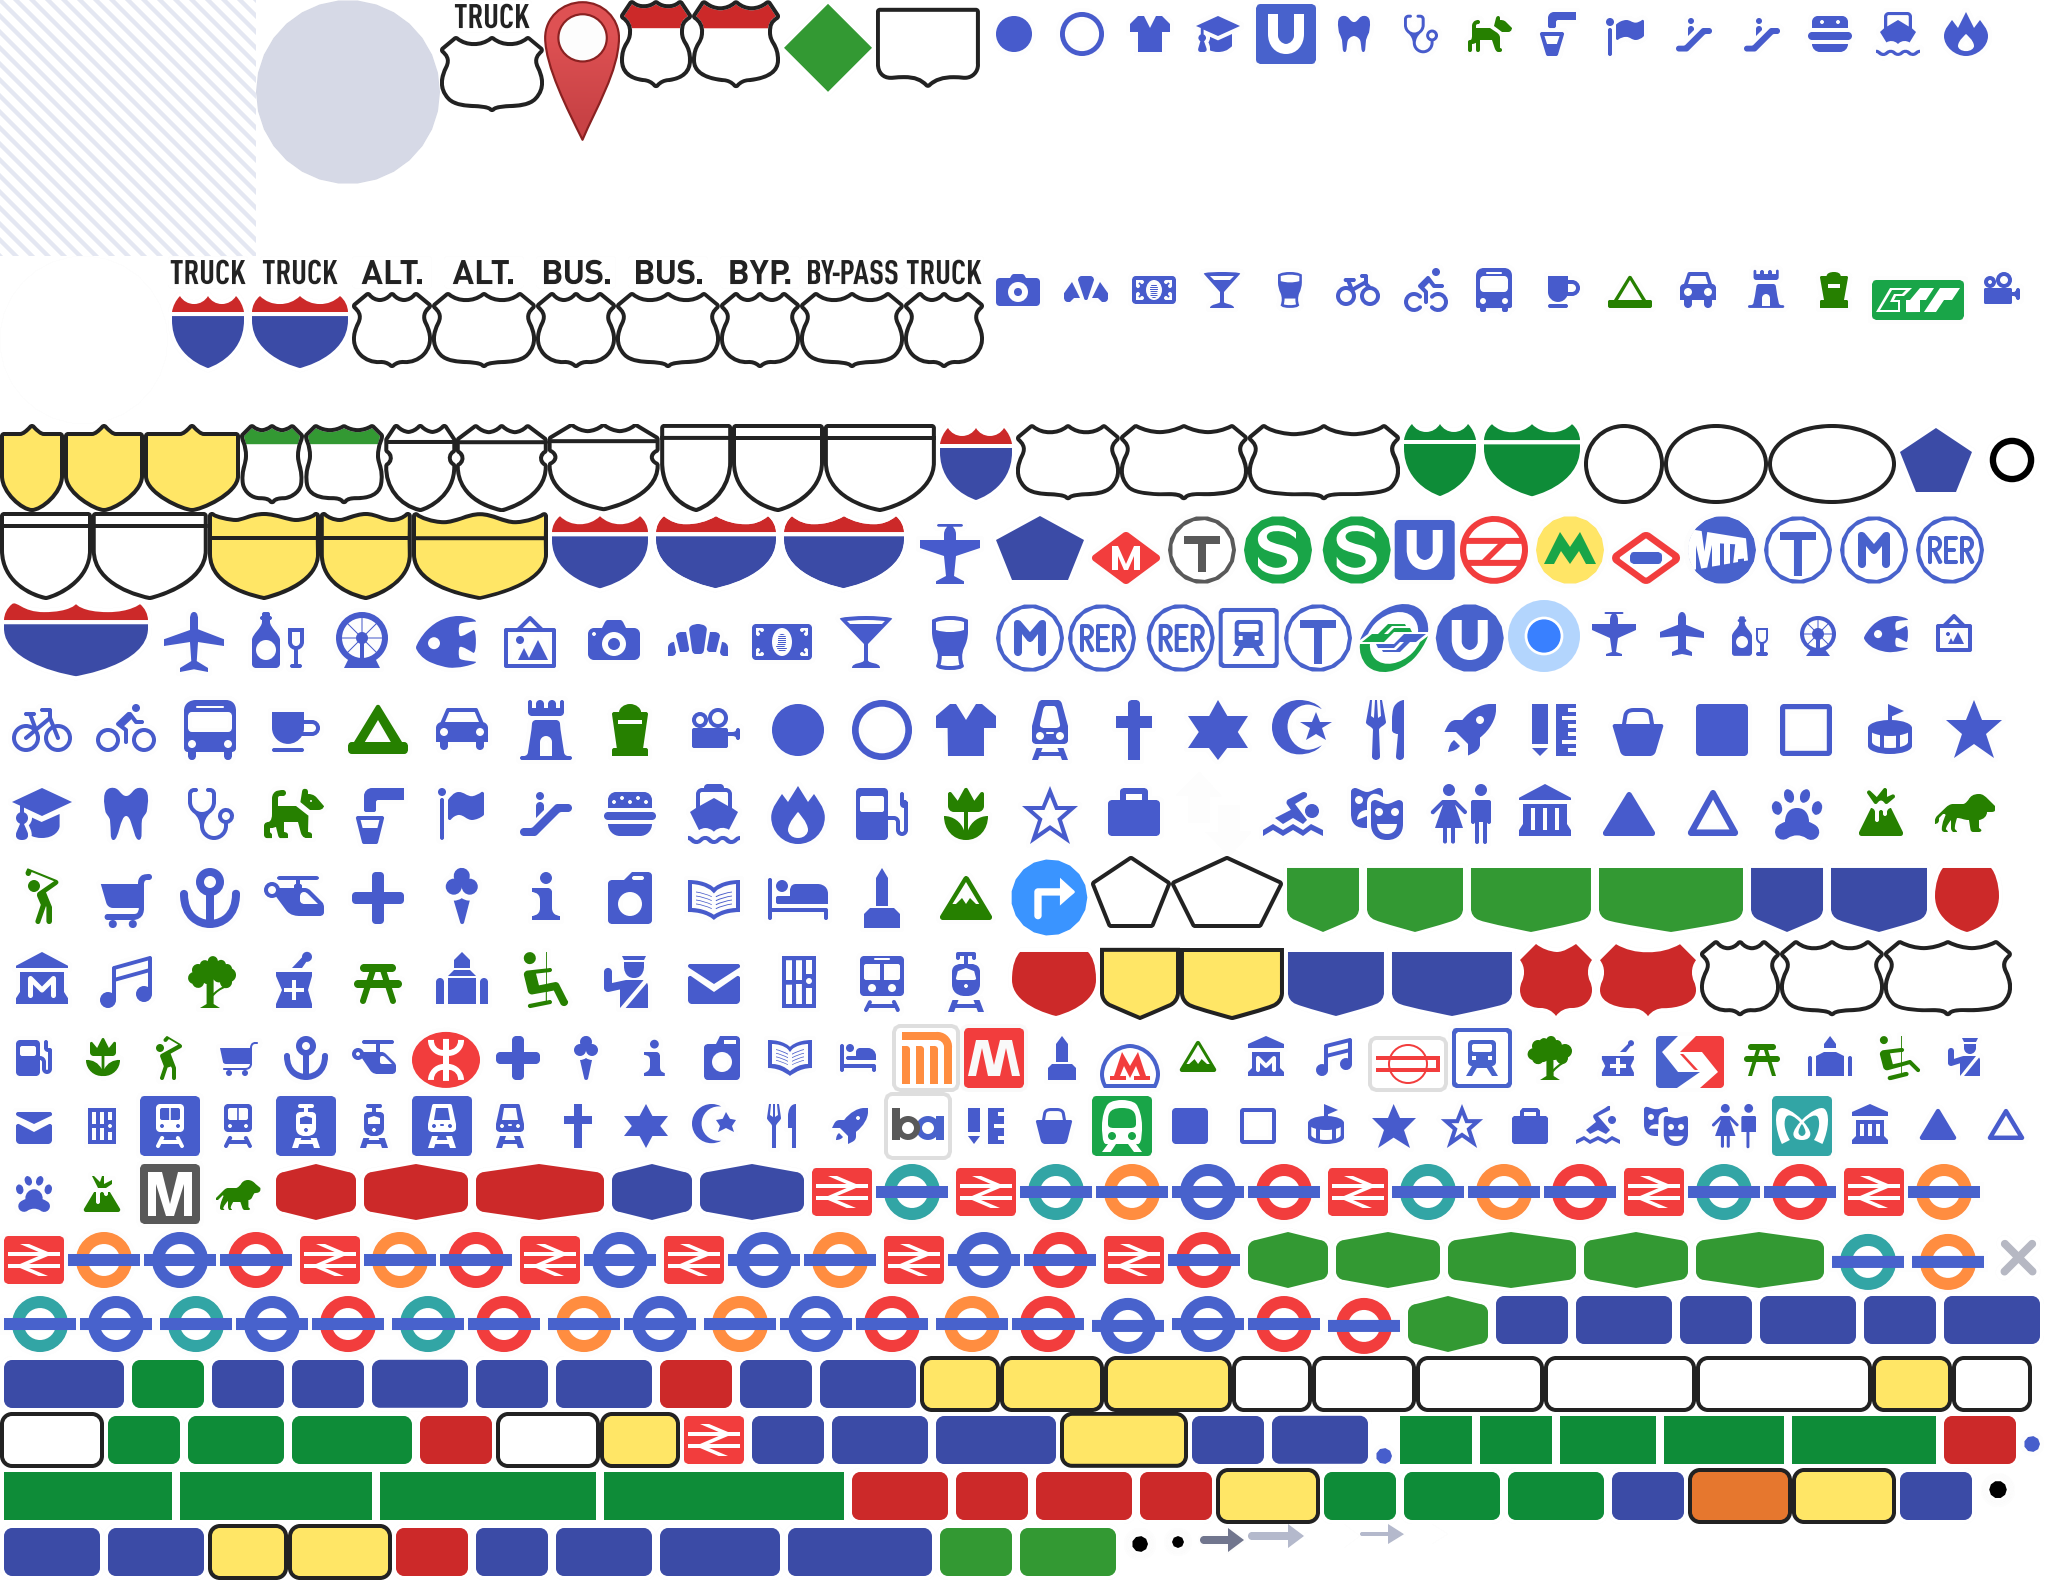 TRUCK
U
TRUCK TRUCK ALT. ALT. BUS. BUS. BYP. BY-PASS TRUCK
M T S S U M T M RER
M RER RER T U
M
M
M
ba
M